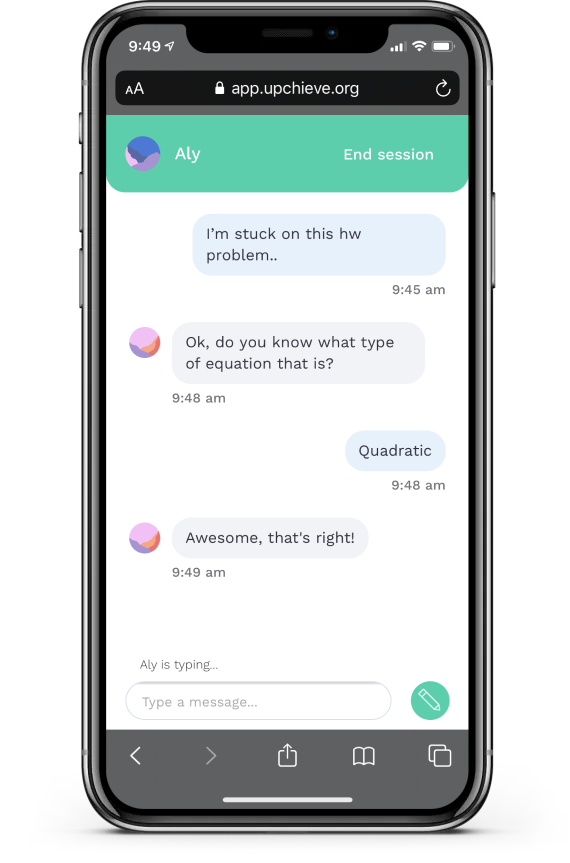 9:49
AA app.upchieve.org
Aly End session
I’m stuck on this hw
problem..
9:45 am
Ok, do you know what type
of equation that is?
9:48 am
Quadratic
9:48 am
Awesome, that's right!
9:49 am
Aly is typing...
Type a message...